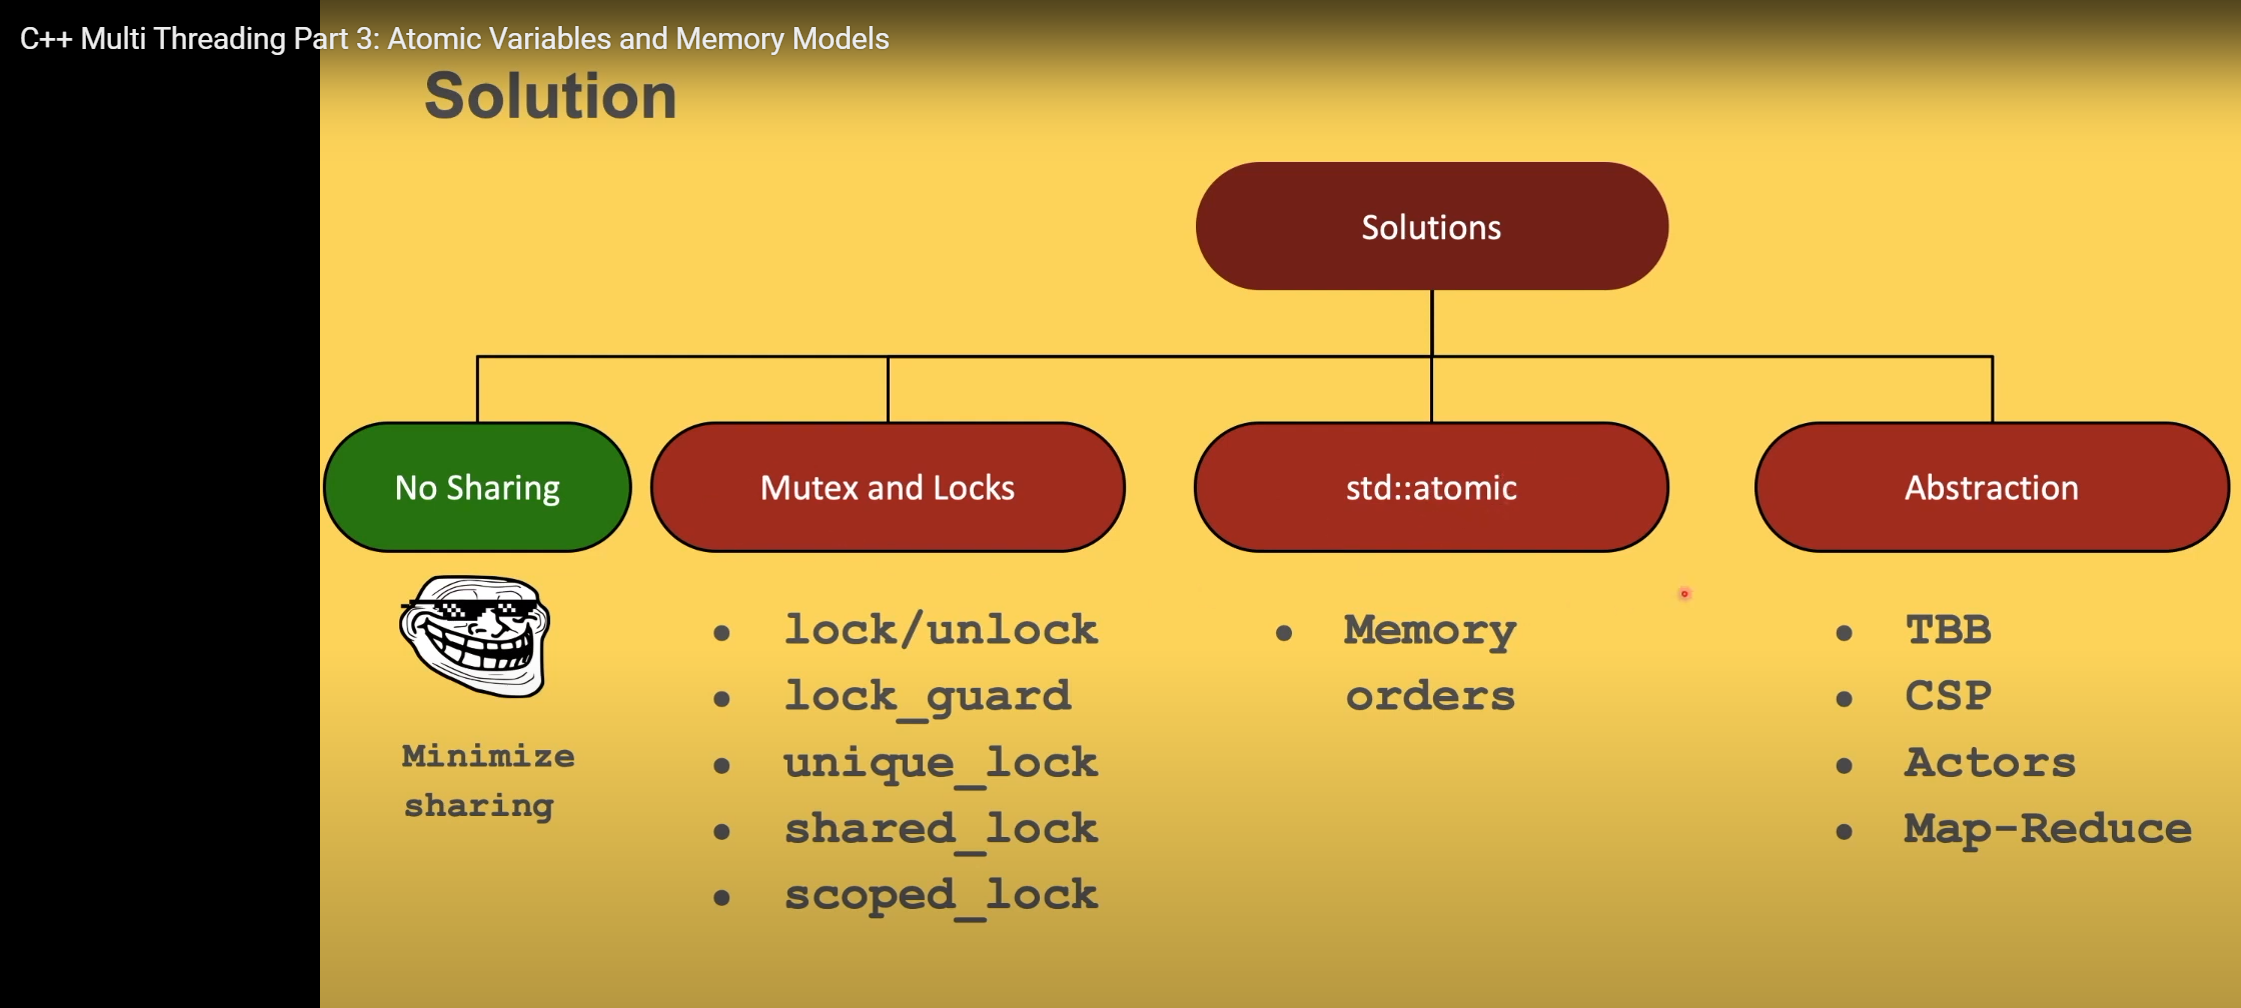 C++ Multi Threading Part 3: Atomic Variables and Memory Models
Solution
Solutions
No Sharing
Mutex and Locks
std::atomic
Abstraction
Minimize
sharing
lock/unlock
lock_guard
unique_lock
shared_lock
scoped_lock
Memory
orders
TBB
CSP
Actors
Map-Reduce